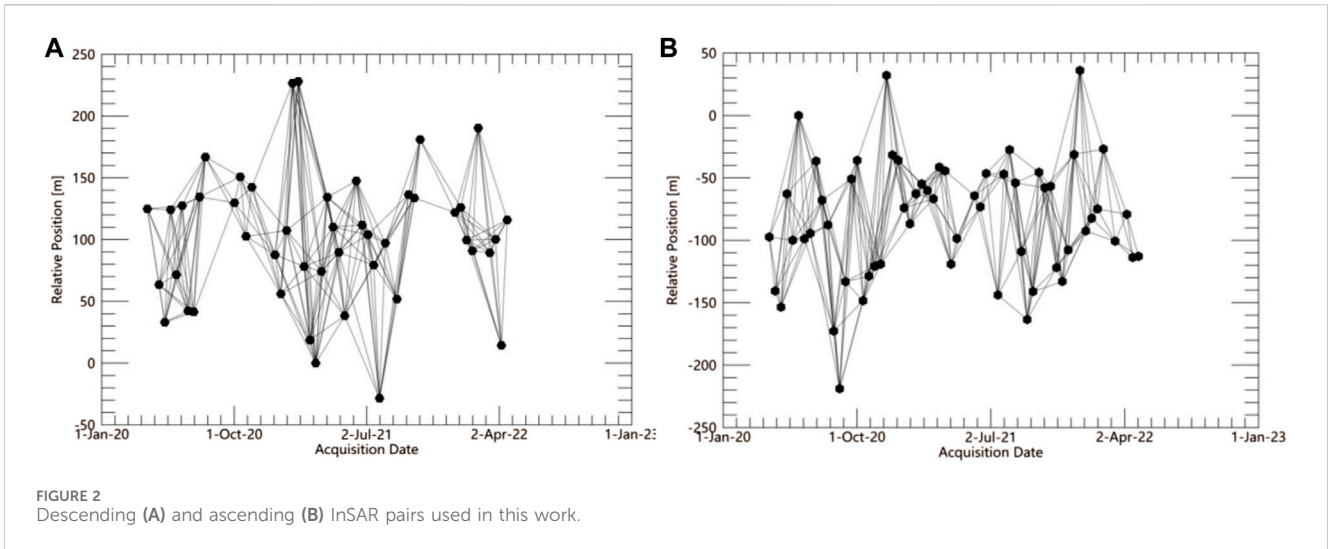 A
250
200
150
100
50
0
-50
Relative Position [m]
1-Jan-20
1-Oct-20
2-Jul-21
2-Apr-22
1-Jan-23
Acquisition Date
B
50
0
-50
-100
-150
-200
-250
Relative Position [m]
1-Jan-20
1-Oct-20
2-Jul-21
2-Apr-22
1-Jan-23
Acquisition Date
FIGURE 2
Descending (A) and ascending (B) InSAR pairs used in this work.